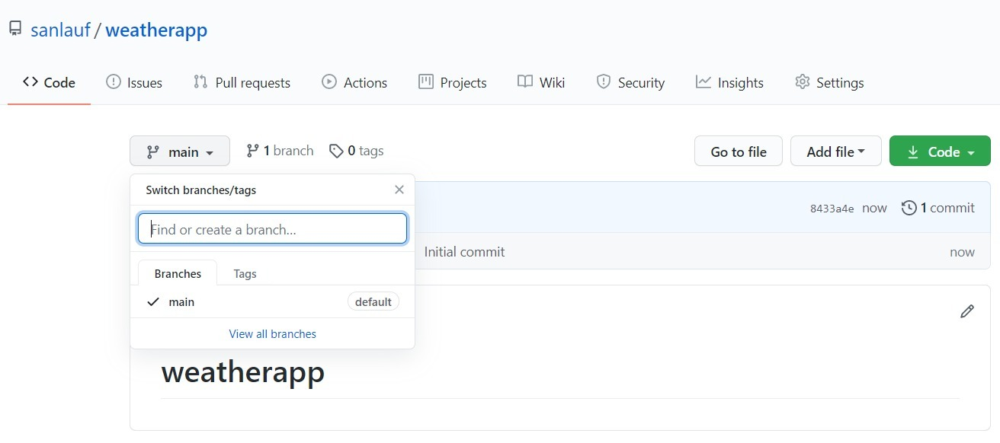 sanlauf / weatherapp
Code Issues Pull requests Actions Projects Wiki Security Insights Settings
main 1 branch 0 tags Go to file Add file Code
Switch branches/tags
Find or create a branch...
8433a4e now 1 commit
Initial commit now
Branches Tags
main default
View all branches
weatherapp